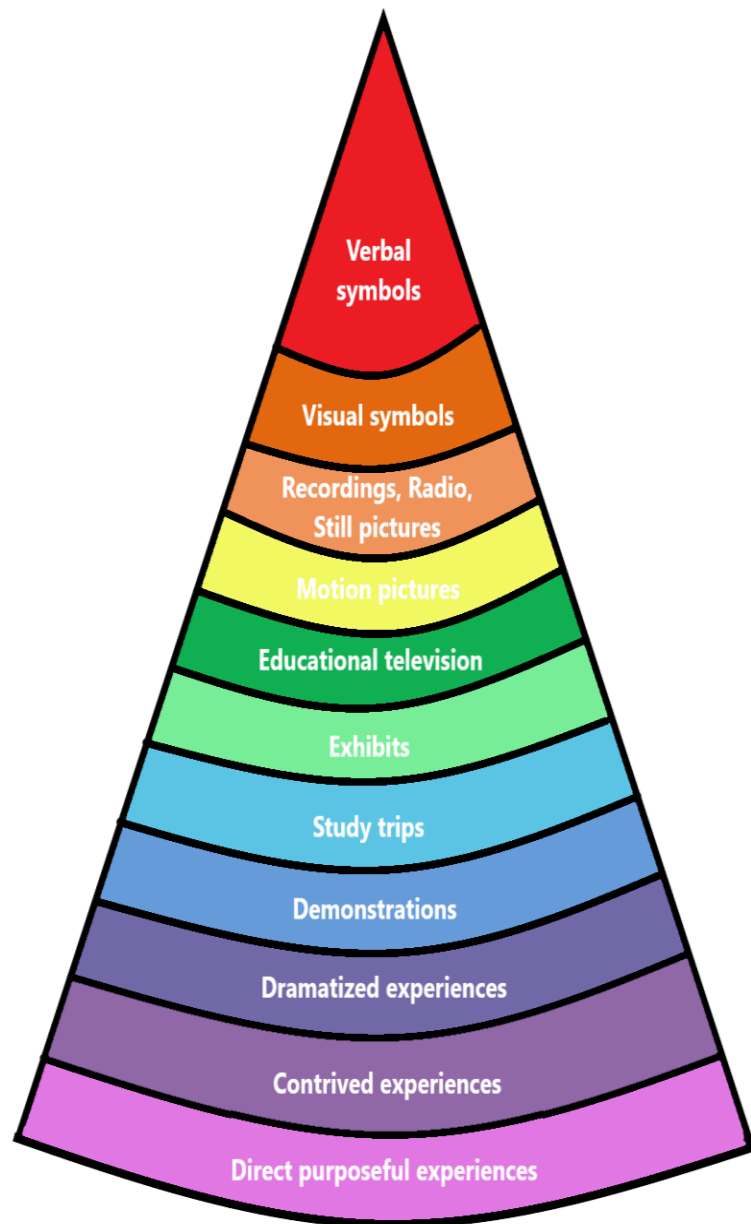 Verbal
symbols
Visual symbols
Recordings, Radio,
Still pictures
Motion pictures
Educational television
Exhibits
Study trips
Demonstrations
Dramatized experiences
Contrived experiences
Direct purposeful experiences